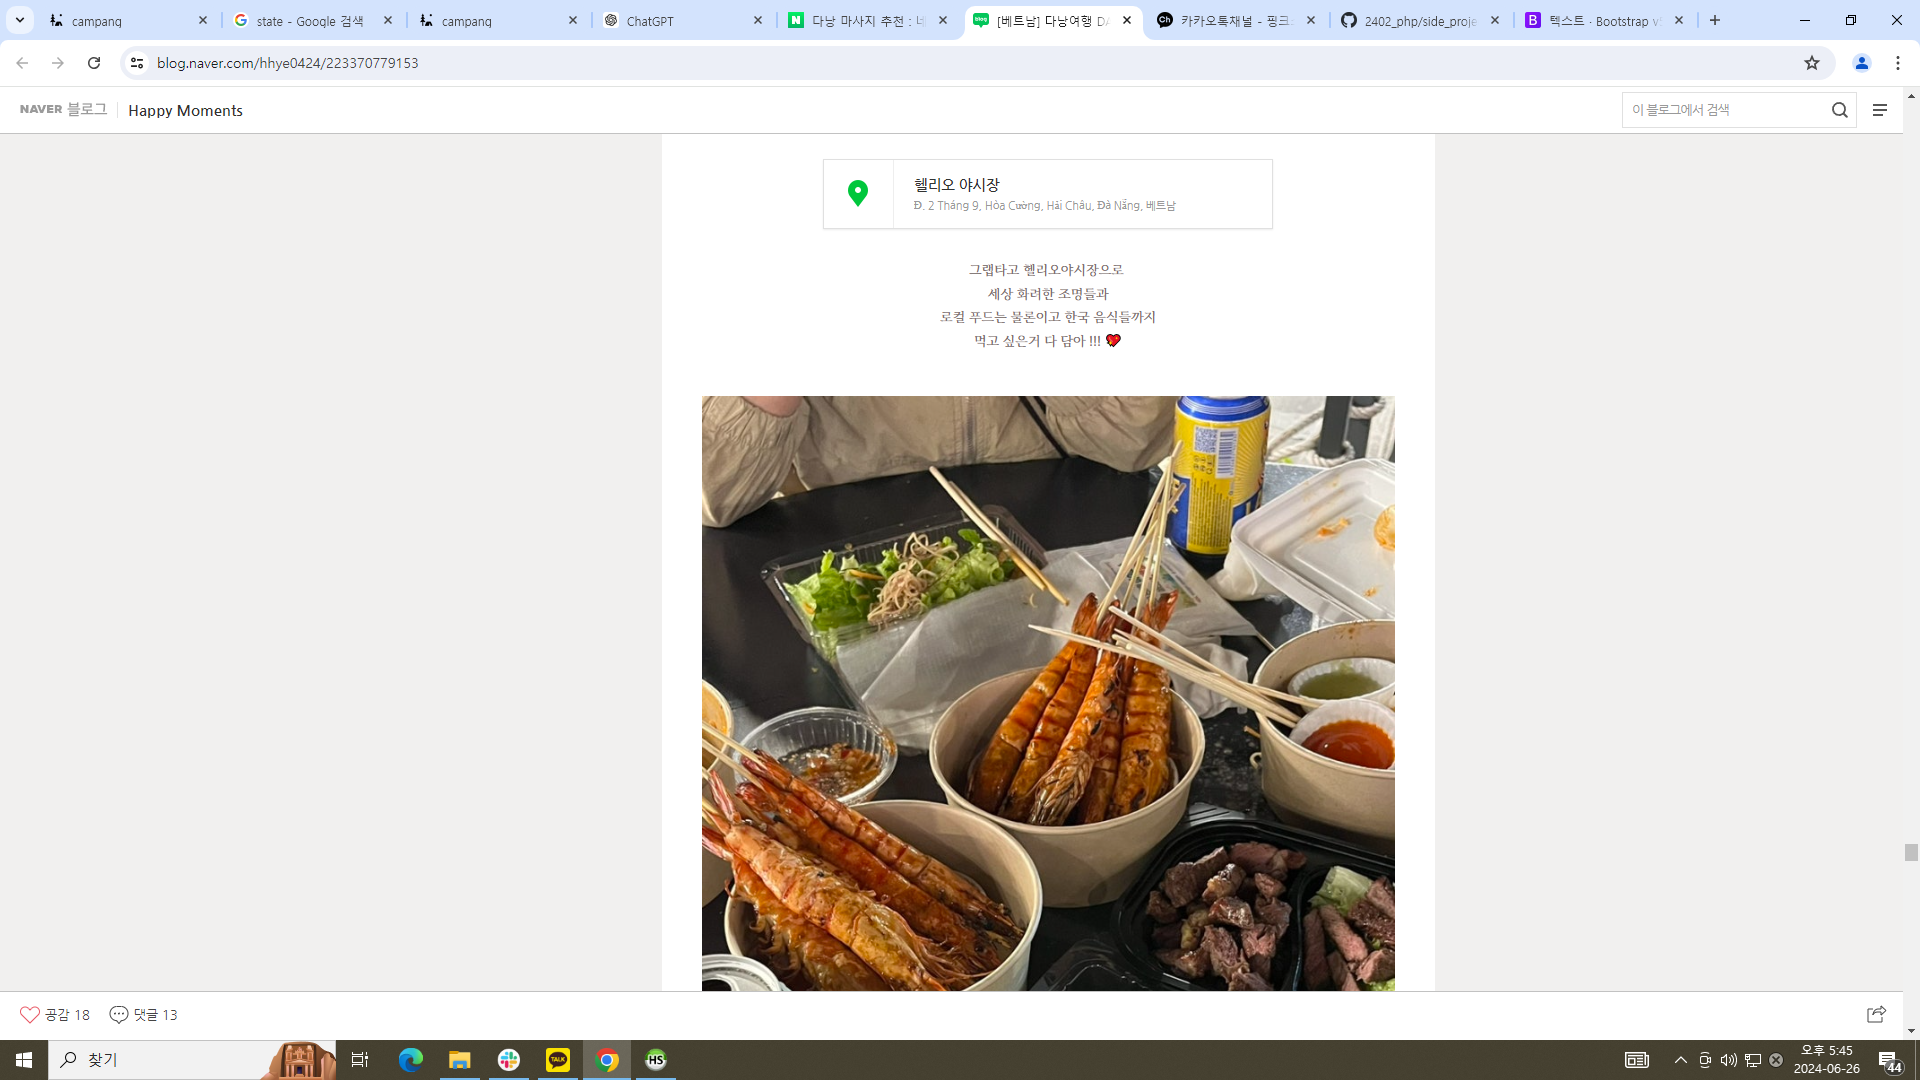 campang
state - Google 검색
campang
ChatGPT
다낭 마사지 추천 : 네
[베트남] 다낭여행 DA
카카오톡채널 - 핑크
2402_php/side_proje
텍스트 · Bootstrap v
blog.naver.com/hhye0424/223370779153
NAVER 블로그
Happy Moments
이 블로그에서 검색
헬리오 야시장
Đ. 2 Tháng 9, Hòa Cường, Hải Châu, Đà Nẵng, 베트남
그랩타고 헬리오야시장으로
세상 화려한 조명들과
로컬 푸드는 물론이고 한국 음식들까지
먹고 싶은거 다 담아 !!!
공감 18
댓글 13
찾기
TALK
HS
오후 5:45
2024-06-26
44